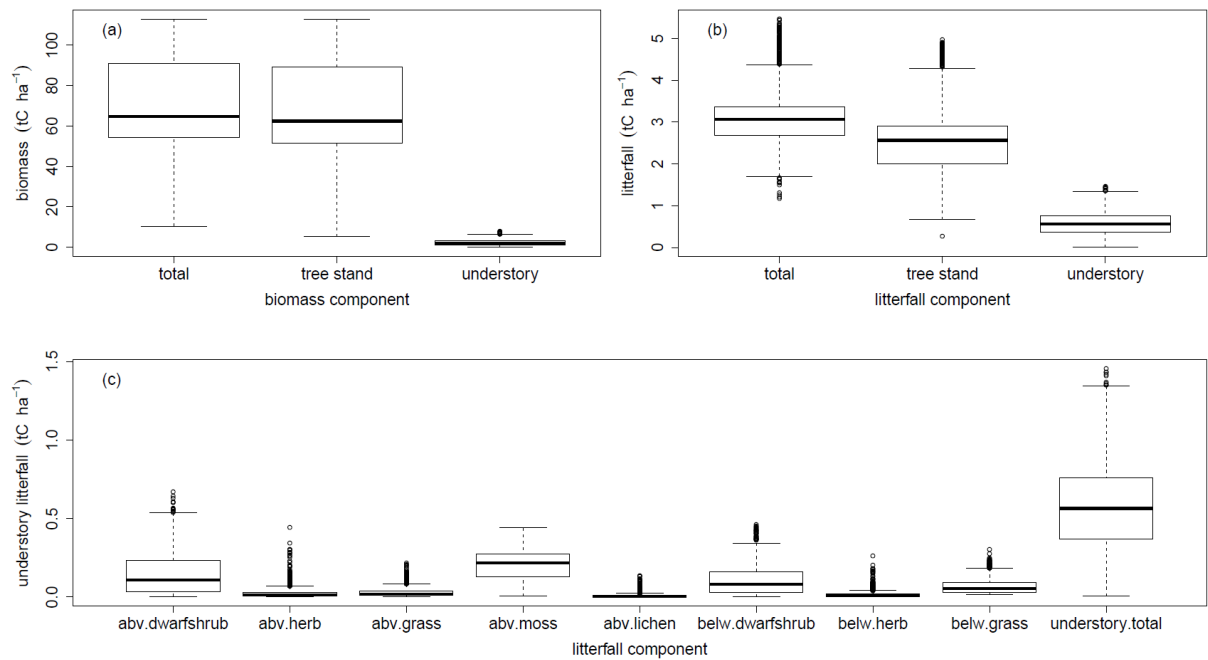 (a)
biomass (tC ha−1)
0 20 40 60 80 100
total tree stand understory
biomass component
(b)
litterfall (tC ha−1)
0 1 2 3 4 5
total tree stand understory
litterfall component
(c)
understory litterfall (tC ha−1)
0.0 0.5 1.0 1.5
abv.dwarfshrub abv.herb abv.grass abv.moss abv.lichen belw.dwarfshrub belw.herb belw.grass understory.total
litterfall component